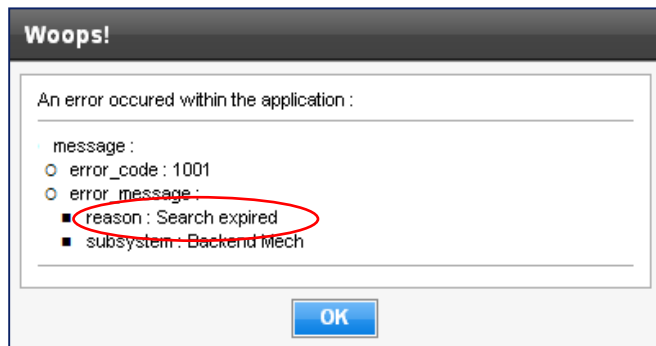 Woops!
An error occured within the application :
message :
error_code : 1001
error_message :
reason : Search expired
subsystem : Backend Mech
OK